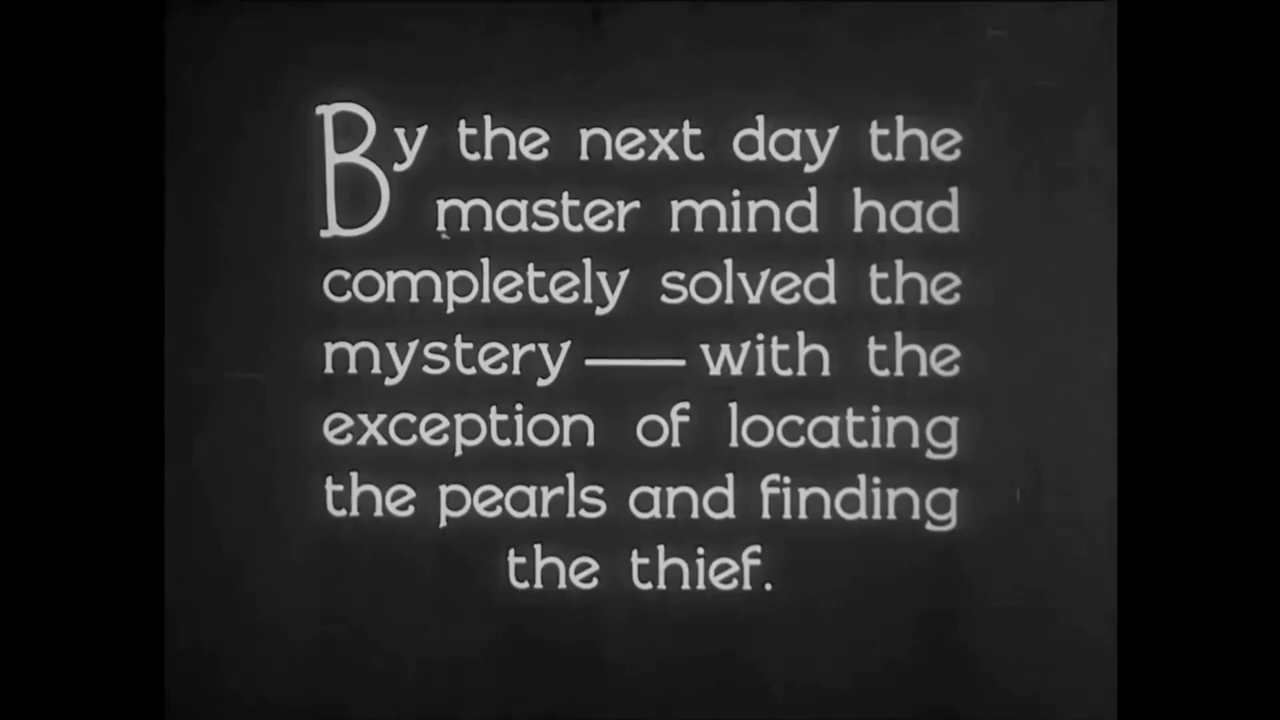 By the next day the
master mind had
completely solved the
mystery — with the
exception of locating
the pearls and finding
the thief.